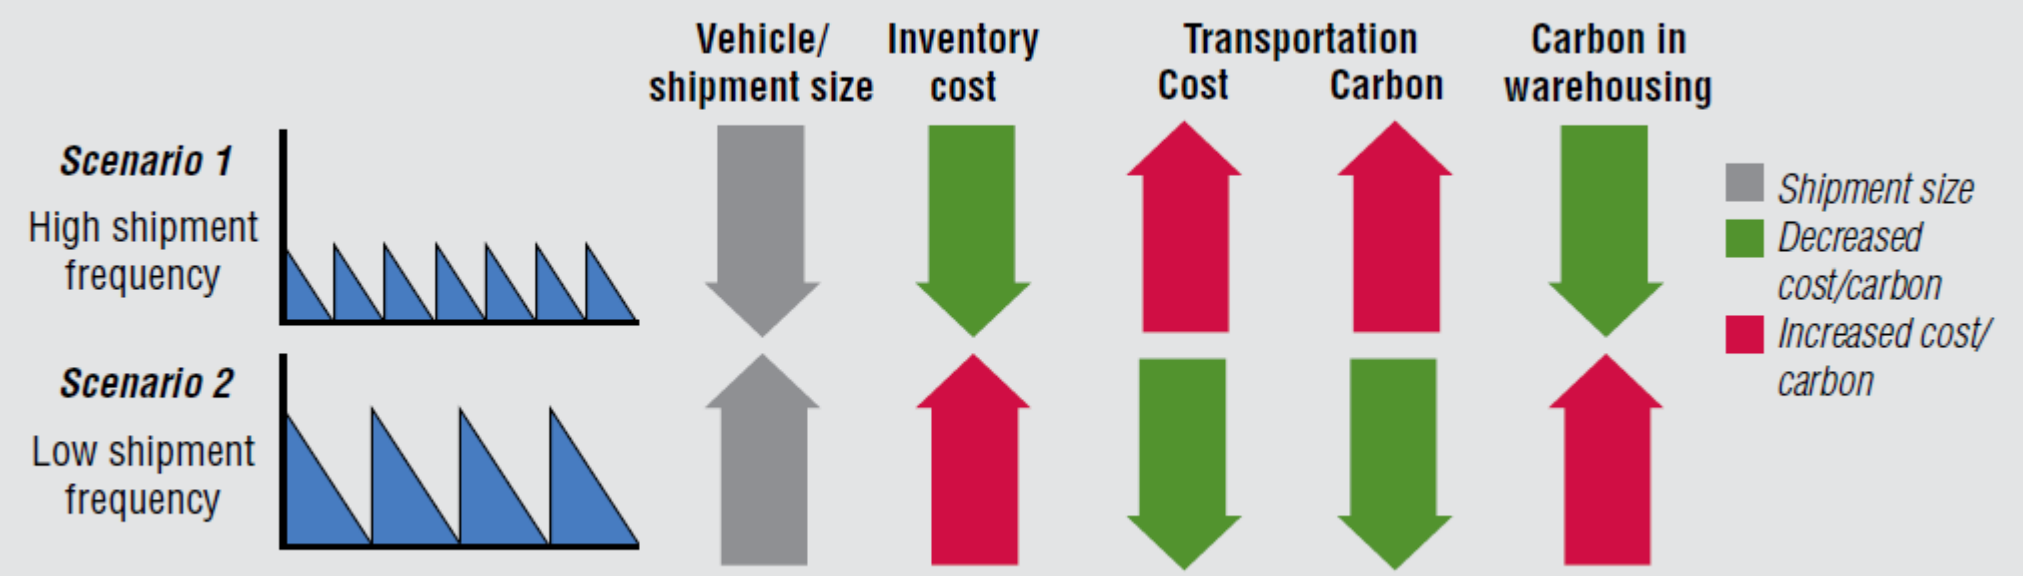 Vehicle/
shipment size
Inventory
cost
Transportation
Cost
Carbon
Carbon in
warehousing
Scenario 1
High shipment
frequency
Scenario 2
Low shipment
frequency
Shipment size
Decreased
cost/carbon
Increased cost/
carbon